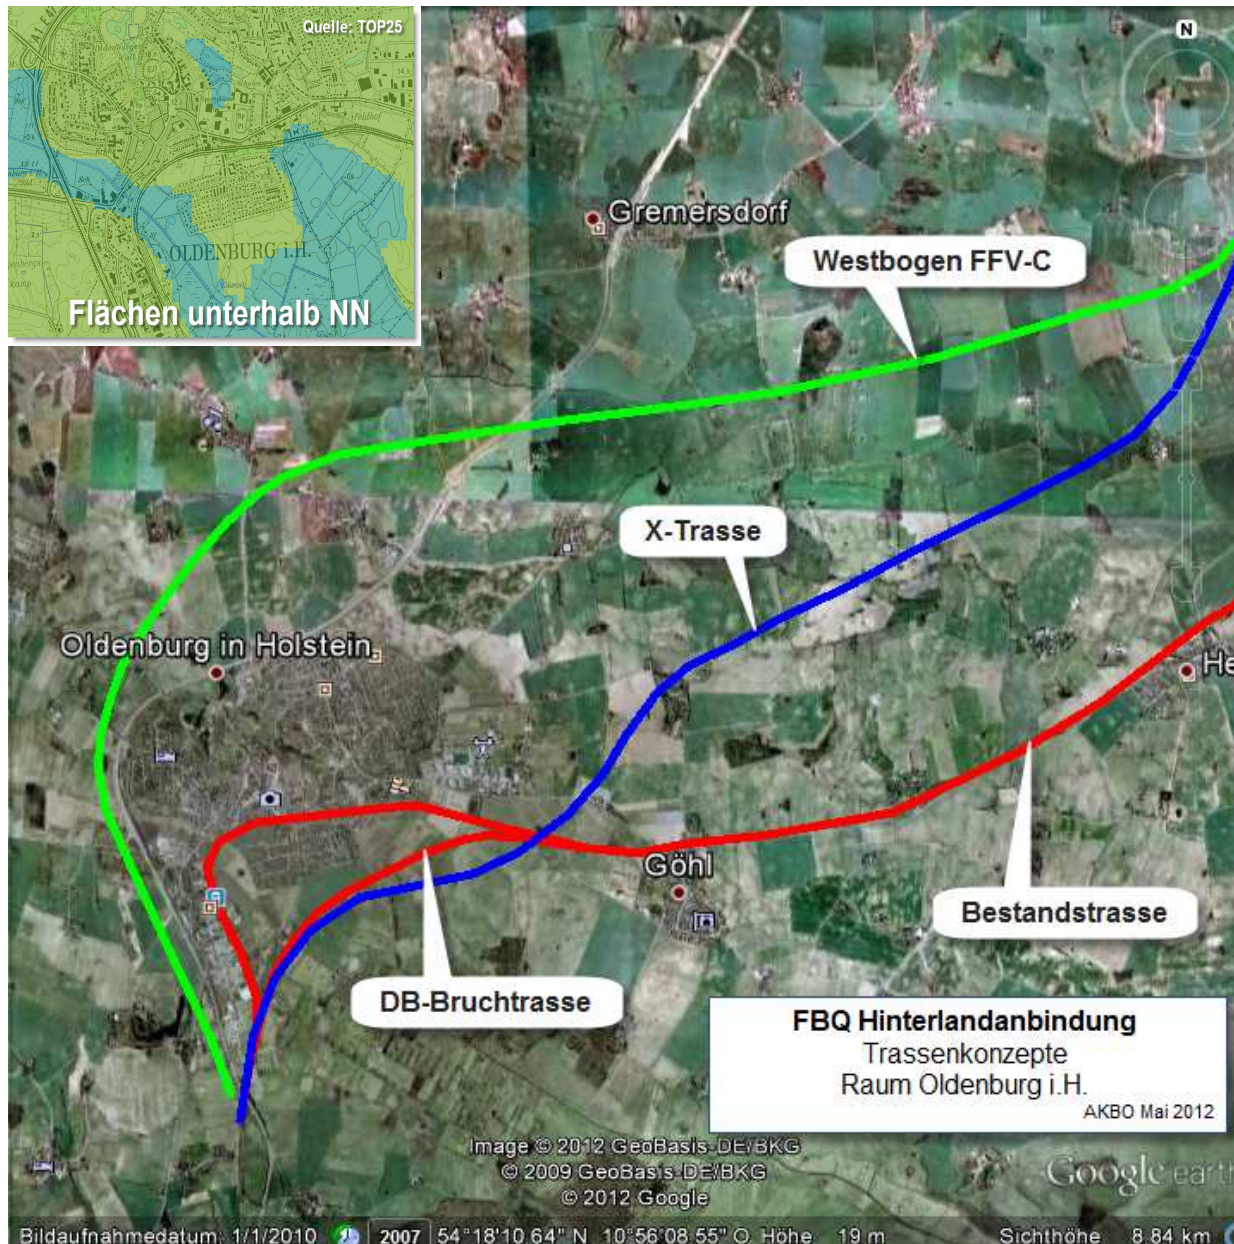 Quelle: TOP25
Feldhof
OLDENBURG i.H.
Flächen unterhalb NN
N
Gremersdorf
Westbogen FFV-C
X-Trasse
Oldenburg in Holstein
He
Göhl
Bestandstrasse
DB-Bruchtrasse
FBQ Hinterlandanbindung
Trassenkonzepte
Raum Oldenburg i.H.
AKBO Mai 2012
Image © 2012 GeoBasis-DE/BKG
© 2009 GeoBasis-DE/BKG
© 2012 Google
Google earth
Bildaufnahmedatum: 1/1/2010 2007 54°18'10.64" N 10°56'08.55" O Höhe 19 m Sichthöhe 8.84 km